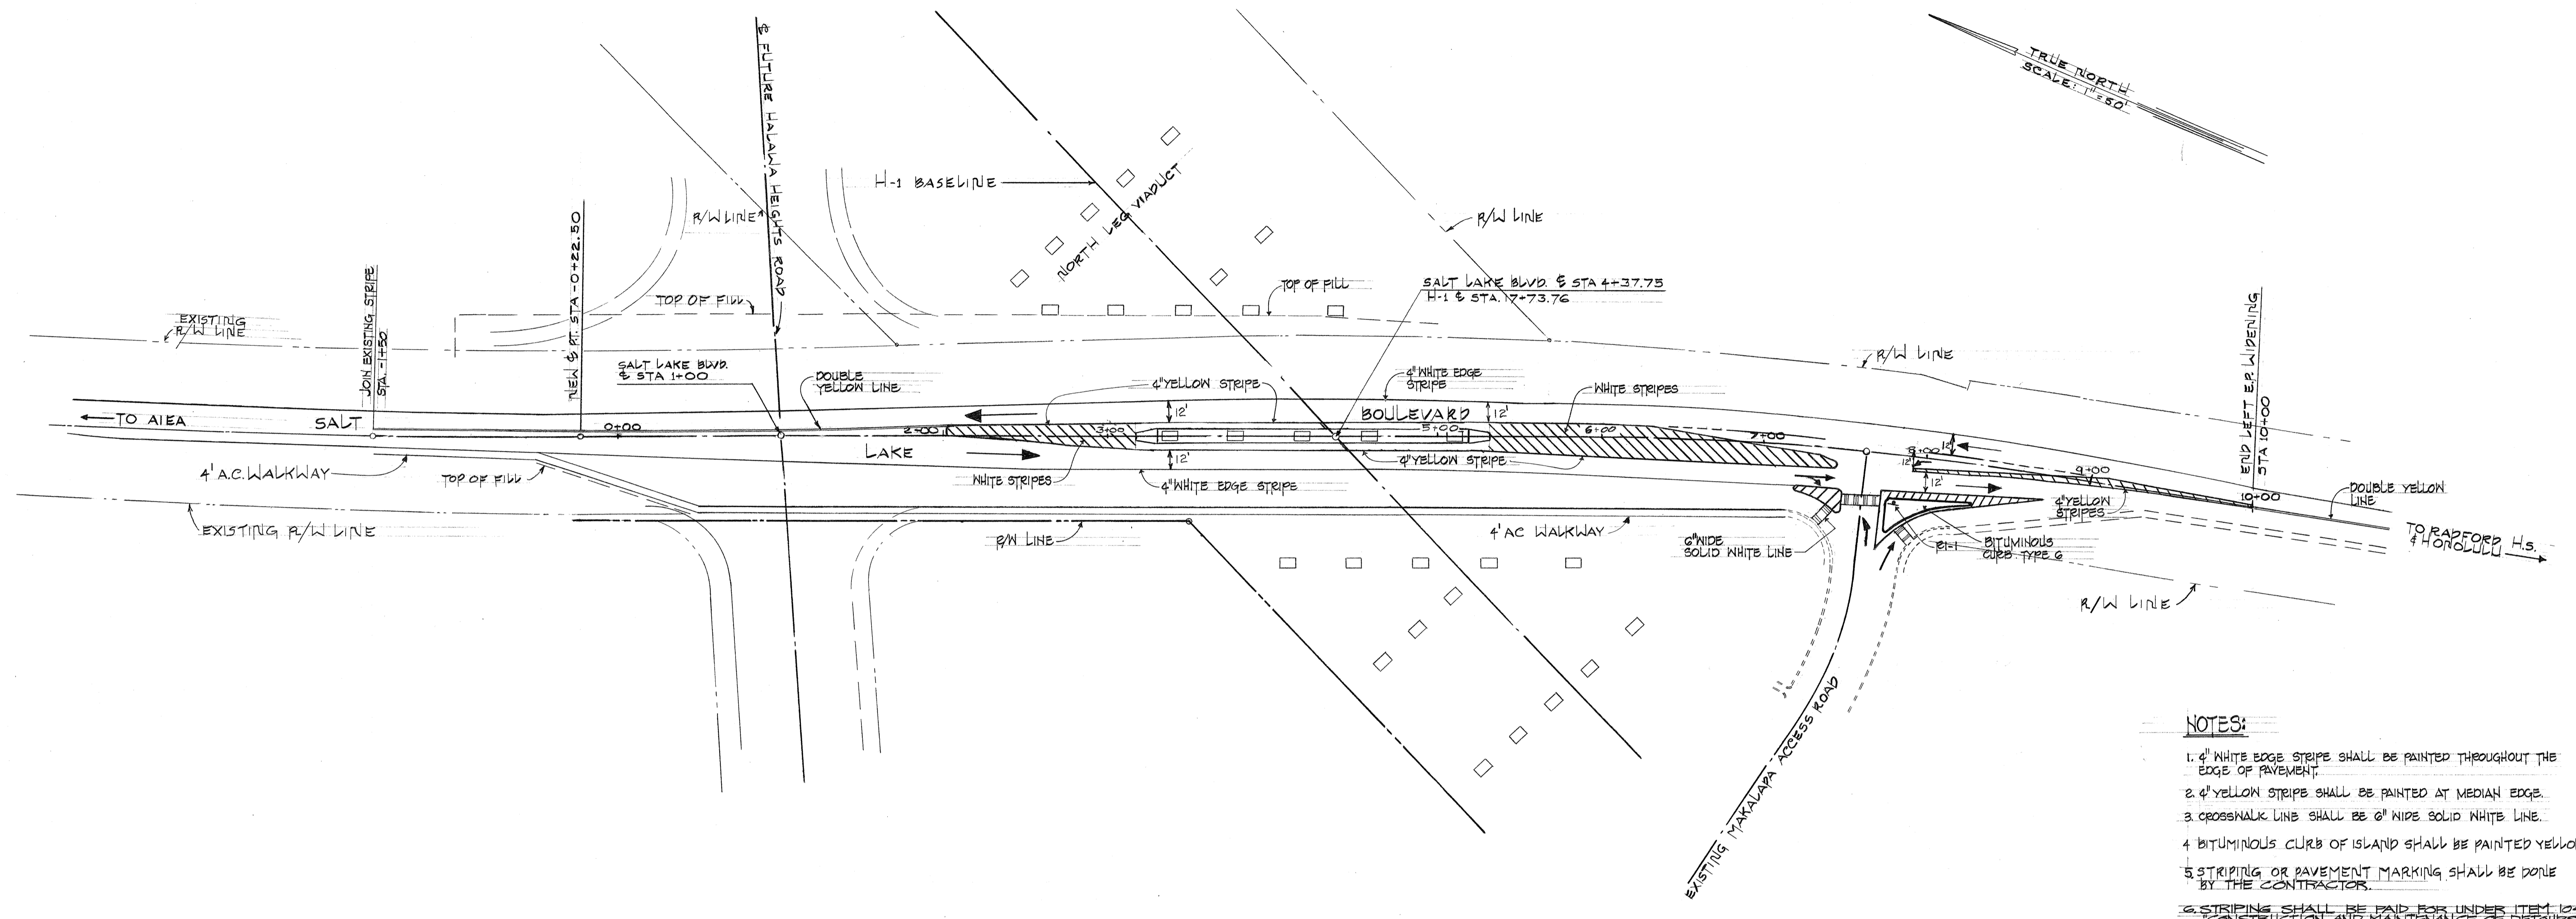 TRUE NORTH
SCALE: 1" = 50'
℄ FUTURE HALAWA HEIGHTS ROAD
H-1 BASELINE
NORTH LEG VIADUCT
R/W LINE
R/W LINE
JOIN EXISTING STRIPE
STA. -1+50
NEW ℄ P.T. STA -0+22.50
TOP OF FILL
TOP OF FILL
SALT LAKE BLVD. ℄ STA 4+37.75
H-1 ℄ STA. 17+73.76
EXISTING
R/W LINE
R/W LINE
END LEFT E.P. WIDENING
STA 10+00
SALT LAKE BLVD.
℄ STA 1+00
DOUBLE
YELLOW LINE
4" YELLOW STRIPE
4" WHITE EDGE
STRIPE
WHITE STRIPES
TO AIEA
SALT
LAKE
BOULEVARD
12'
12'
12'
12'
12'
12'
0+00
2+00
3+00
5+00
6+00
7+00
8+00
9+00
10+00
4' A.C. WALKWAY
TOP OF FILL
WHITE STRIPES
4" WHITE EDGE STRIPE
4" YELLOW STRIPE
4" YELLOW
STRIPES
DOUBLE YELLOW
LINE
EXISTING R/W LINE
R/W LINE
4' AC WALKWAY
6" WIDE
SOLID WHITE LINE
R1-1
BITUMINOUS
CURB TYPE 6
TO RADFORD H.S.
& HONOLULU
R/W LINE
EXISTING MAKALAPA ACCESS ROAD
NOTES:
1. 4" WHITE EDGE STRIPE SHALL BE PAINTED THROUGHOUT THE
EDGE OF PAVEMENT.
2. 4" YELLOW STRIPE SHALL BE PAINTED AT MEDIAN EDGE.
3. CROSSWALK LINE SHALL BE 6" WIDE SOLID WHITE LINE.
4 BITUMINOUS CURB OF ISLAND SHALL BE PAINTED YELLO
5. STRIPING OR PAVEMENT MARKING SHALL BE DONE
BY THE CONTRACTOR.
6. STRIPING SHALL BE PAID FOR UNDER ITEM 10
"CONSTRUCTION AND MAINTENANCE OF